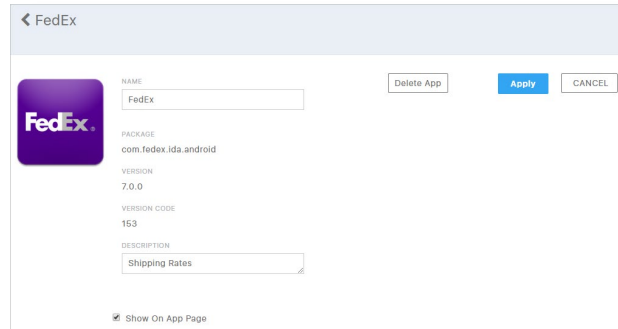 FedEx
NAME
Delete App
Apply
CANCEL
FedEx
FedEx®
PACKAGE
com.fedex.ida.android
VERSION
7.0.0
VERSION CODE
153
DESCRIPTION
Shipping Rates
Show On App Page